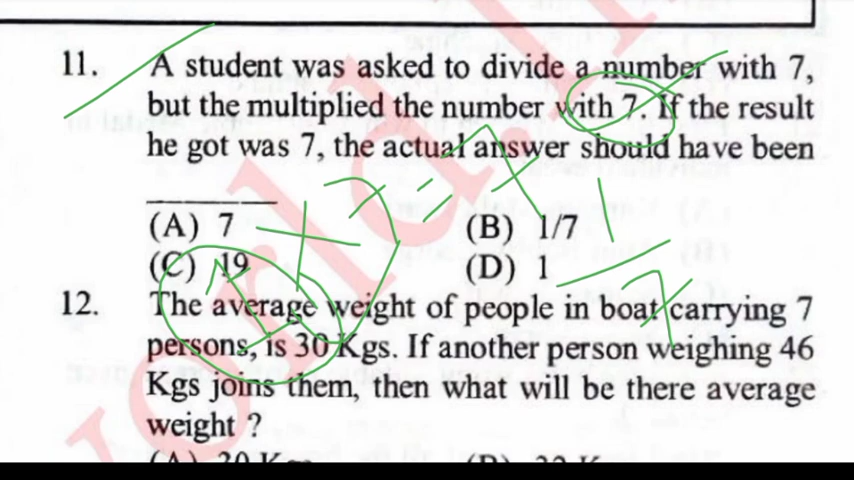 11. A student was asked to divide a number with 7,
but the multiplied the number with 7. If the result
he got was 7, the actual answer should have been
(A) 7 (B) 1/7
(C) 19 (D) 1
12. The average weight of people in boat carrying 7
persons, is 30 Kgs. If another person weighing 46
Kgs joins them, then what will be there average
weight ?